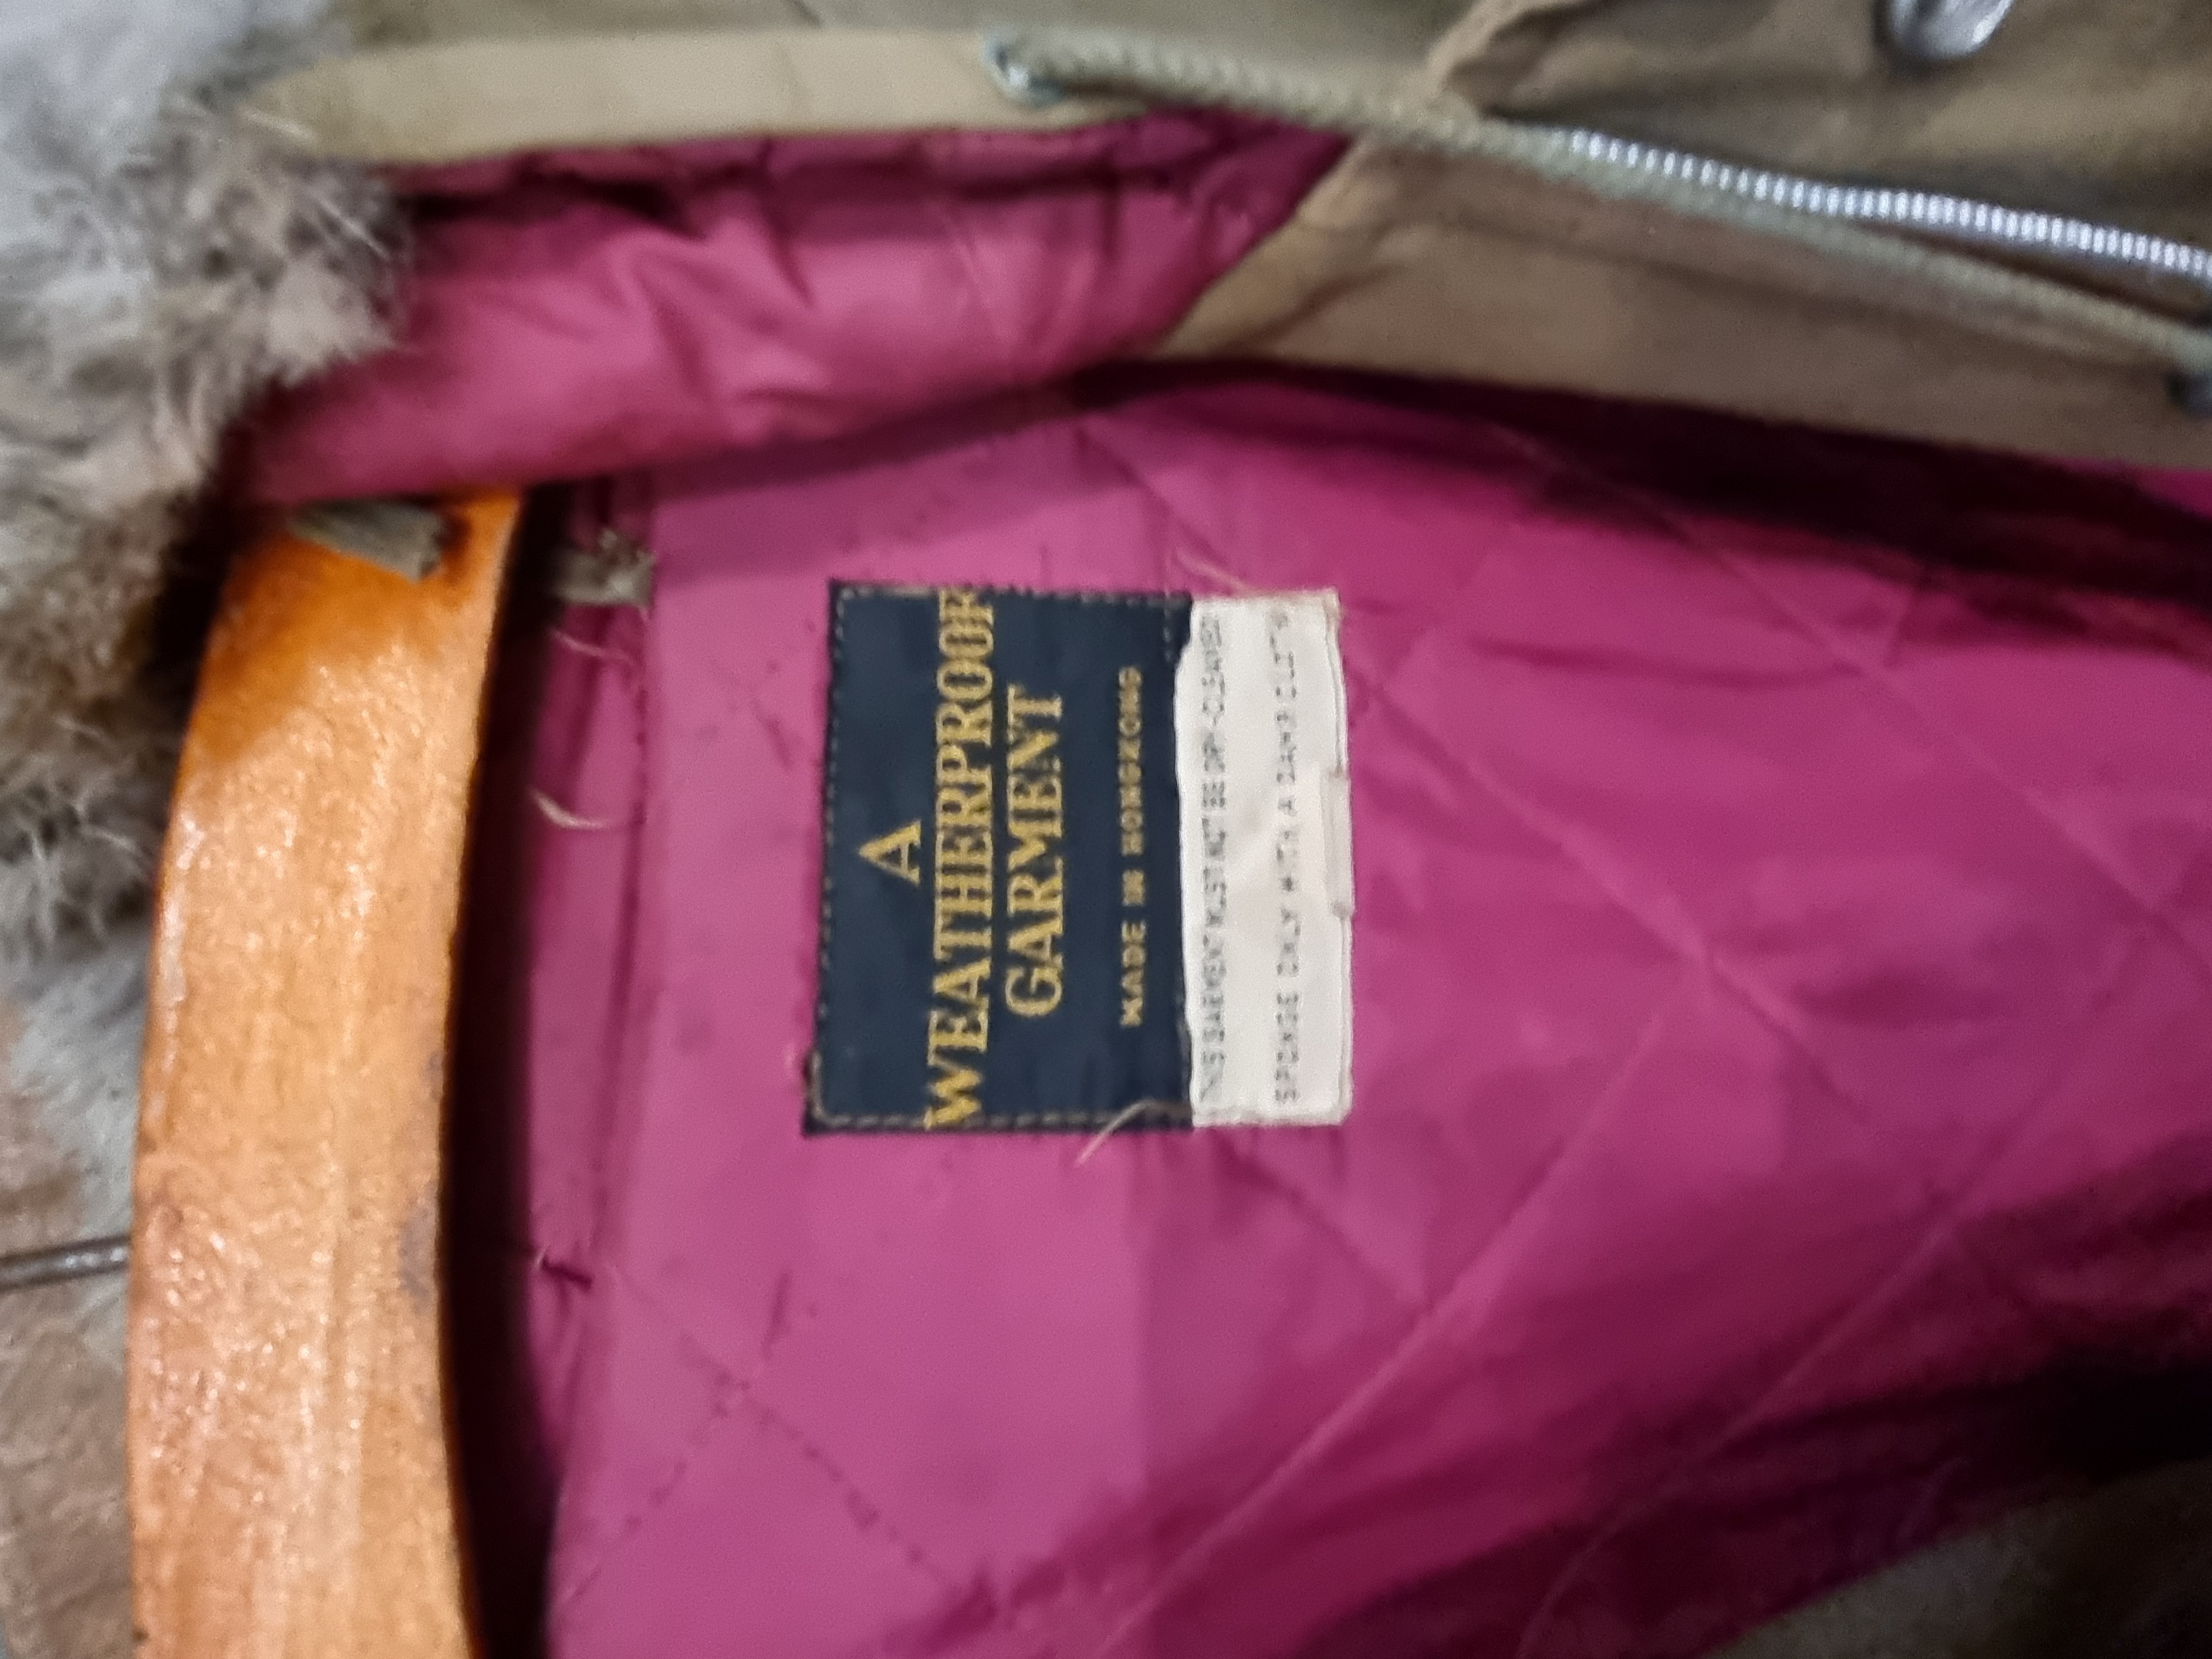 A
WEATHERPROOF
GARMENT
MADE IN HONGKONG
THIS GARMENT MUST NOT BE DRY-CLEANED
SPONGE ONLY WITH A DAMP CLOTH